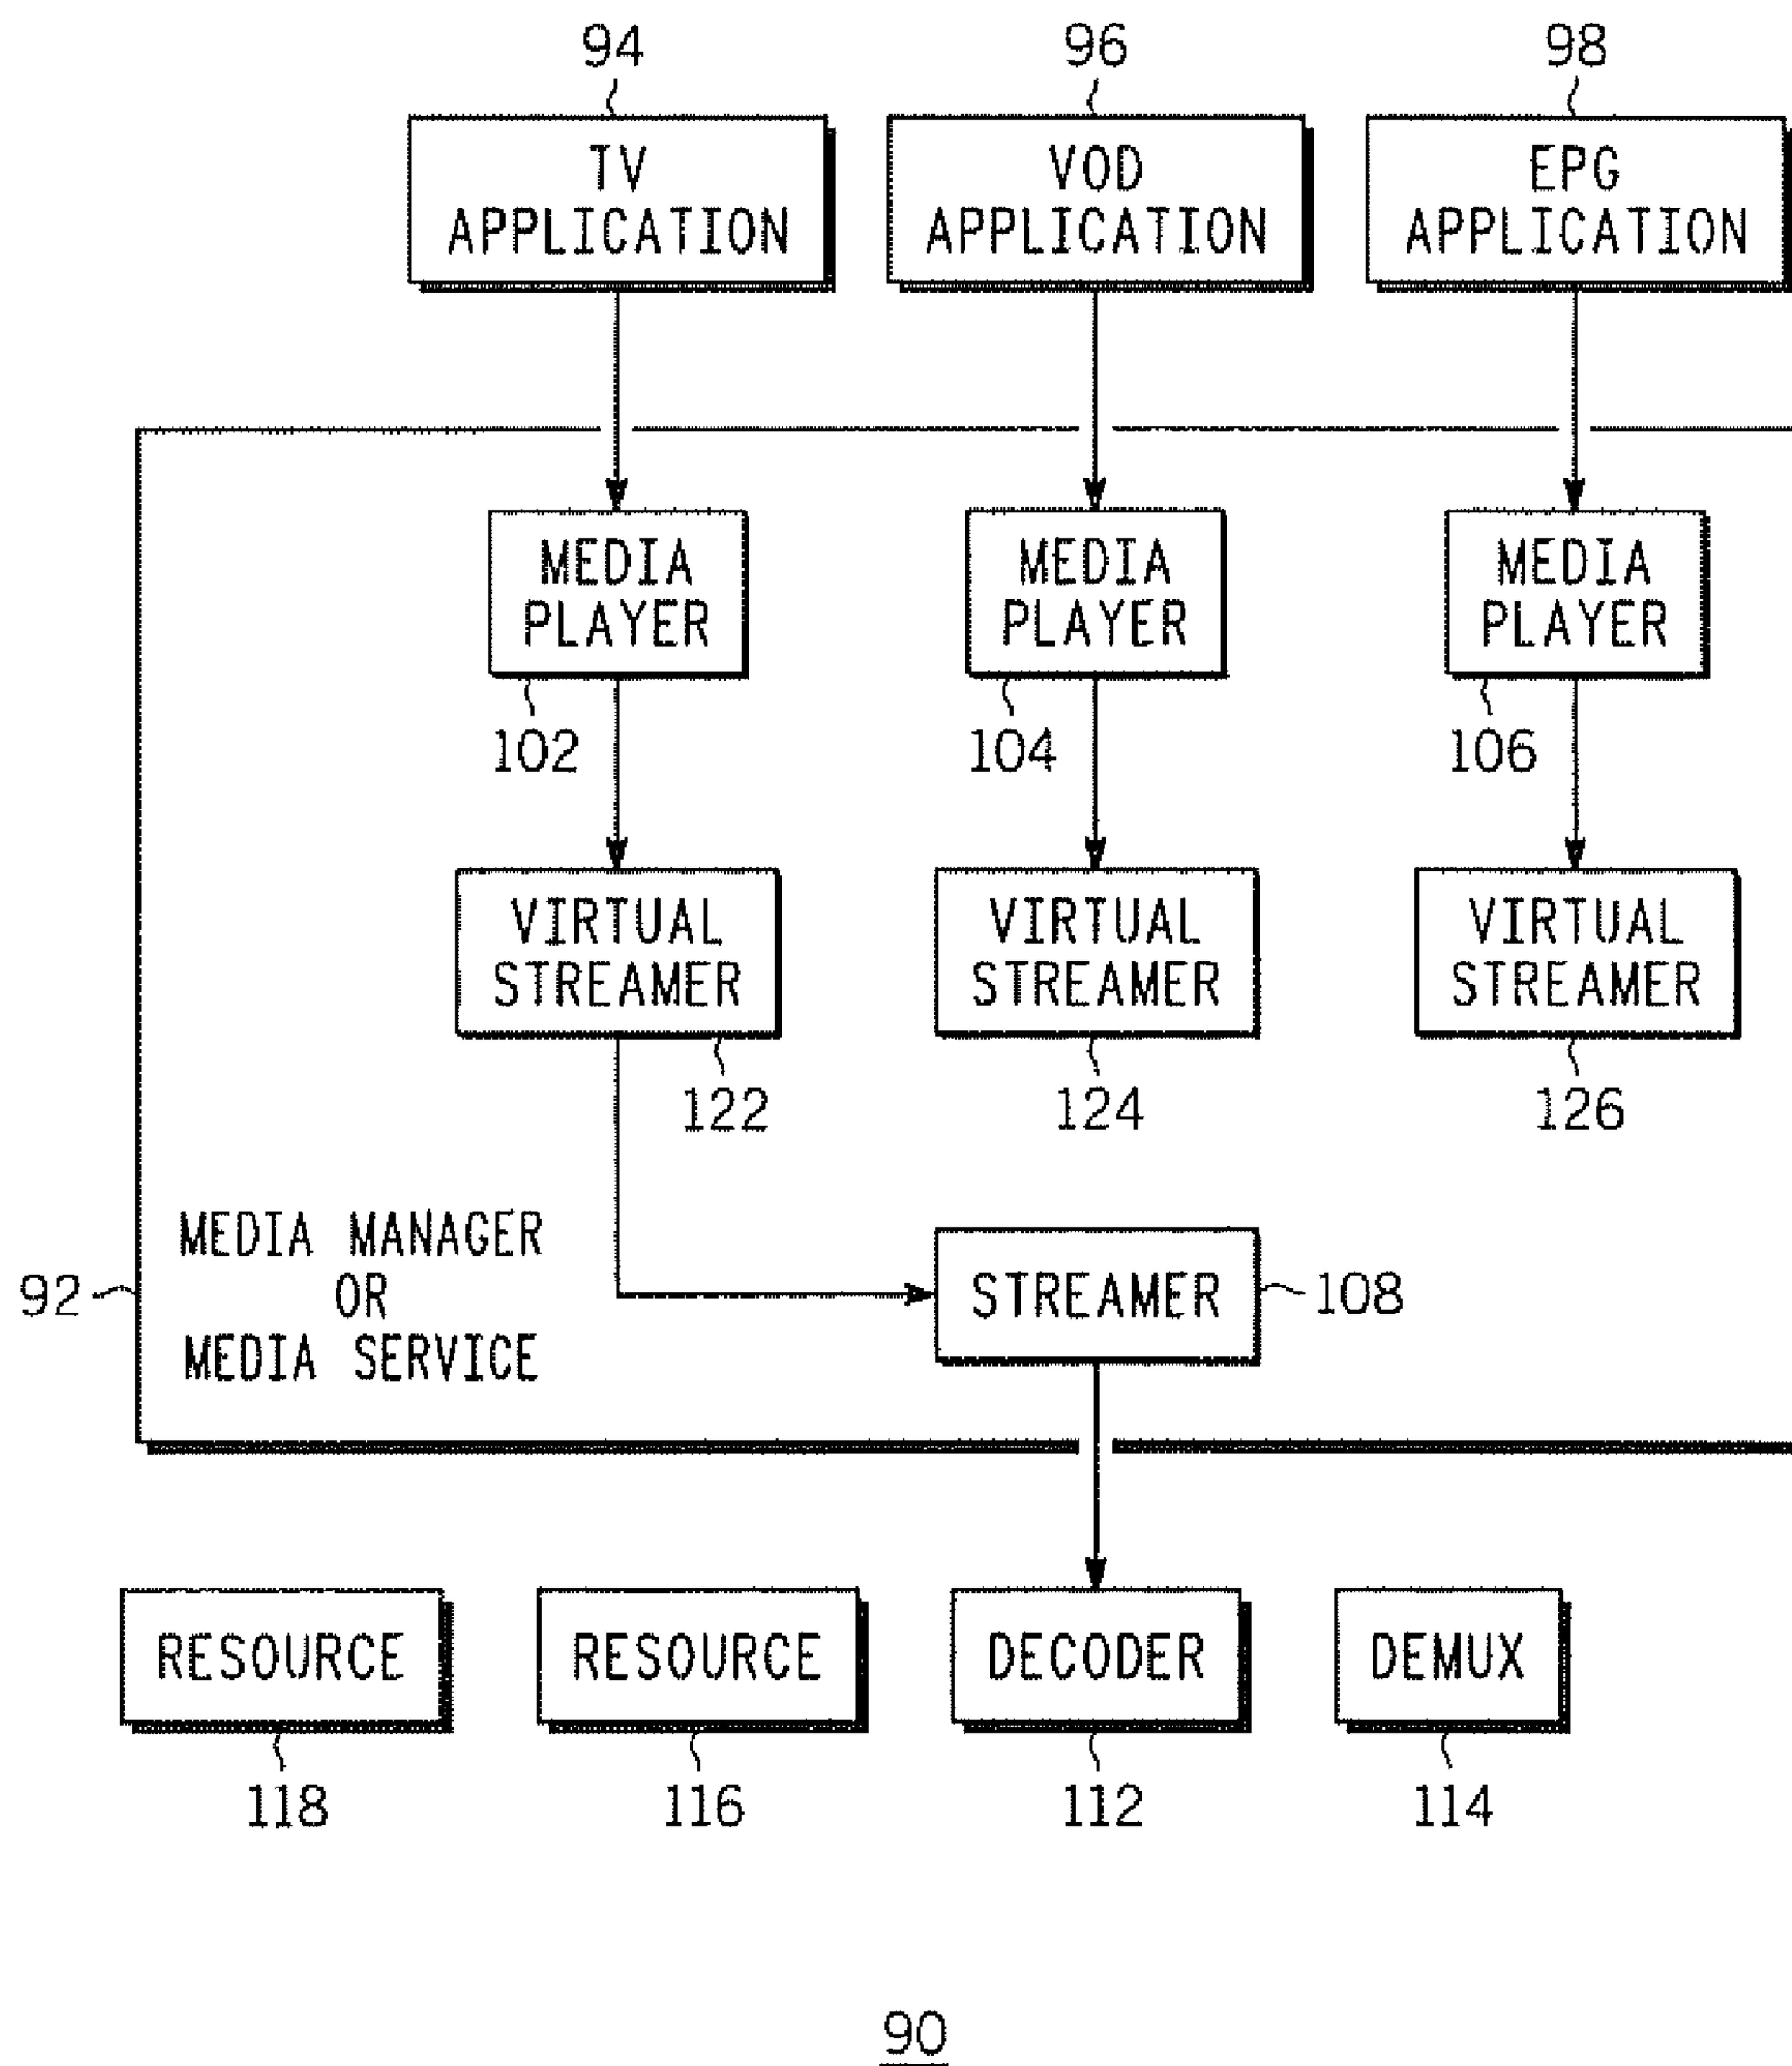 94
96
98
TV
APPLICATION
VOD
APPLICATION
EPG
APPLICATION
MEDIA
PLAYER
MEDIA
PLAYER
MEDIA
PLAYER
102
104
106
VIRTUAL
STREAMER
VIRTUAL
STREAMER
VIRTUAL
STREAMER
122
124
126
MEDIA MANAGER
OR
MEDIA SERVICE
92
STREAMER
108
RESOURCE
RESOURCE
DECODER
DEMUX
118
116
112
114
90